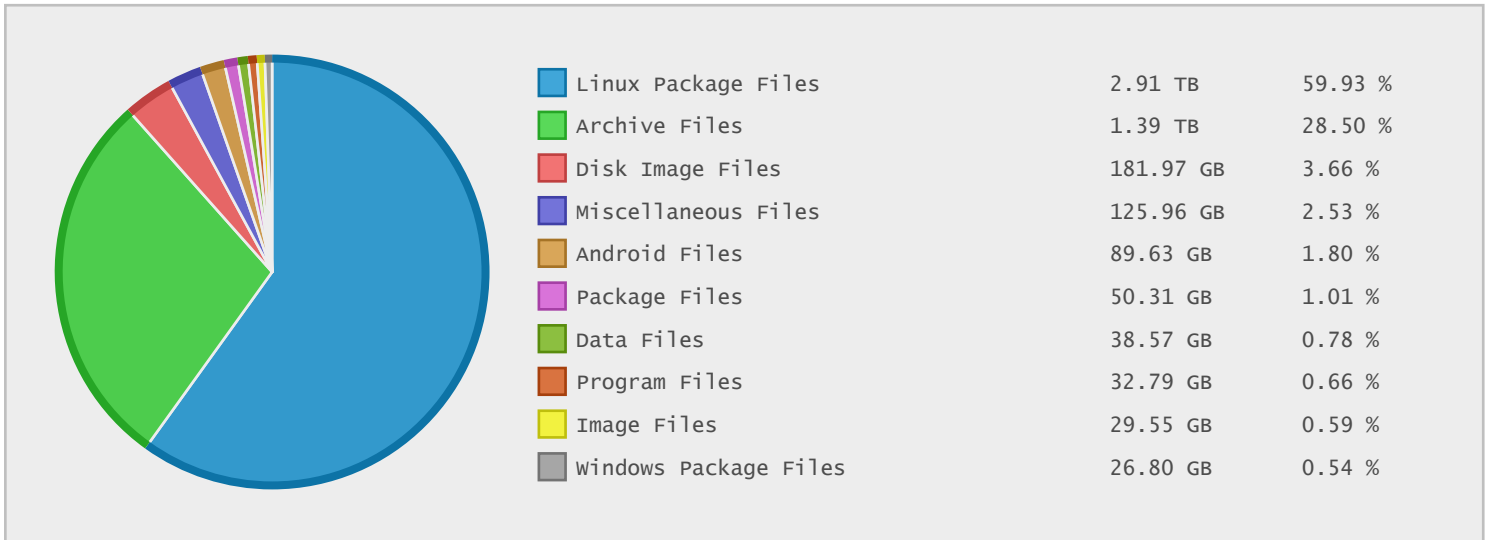 Linux Package Files 2.91 TB 59.93 %
Archive Files 1.39 TB 28.50 %
Disk Image Files 181.97 GB 3.66 %
Miscellaneous Files 125.96 GB 2.53 %
Android Files 89.63 GB 1.80 %
Package Files 50.31 GB 1.01 %
Data Files 38.57 GB 0.78 %
Program Files 32.79 GB 0.66 %
Image Files 29.55 GB 0.59 %
Windows Package Files 26.80 GB 0.54 %